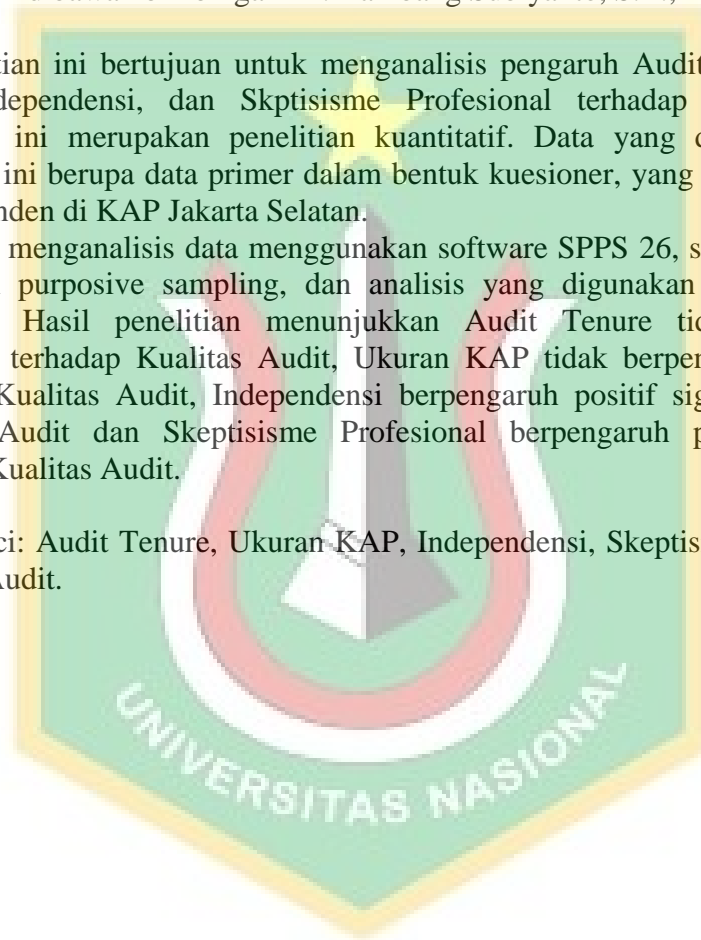 tian ini bertujuan untuk menganalisis pengaruh Audit
dependensi, dan Skptisisme Profesional terhadap
ini merupakan penelitian kuantitatif. Data yang
ini berupa data primer dalam bentuk kuesioner, yang
nden di KAP Jakarta Selatan.
menganalisis data menggunakan software SPPS 26, s
purposive sampling, dan analisis yang digunakan
Hasil penelitian menunjukkan Audit Tenure tid
terhadap Kualitas Audit, Ukuran KAP tidak berpen
Kualitas Audit, Independensi berpengaruh positif sig
Audit dan Skeptisisme Profesional berpengaruh p
Kualitas Audit.
ci: Audit Tenure, Ukuran KAP, Independensi, Skeptis
Audit.
UNIVERSITAS NASIONAL